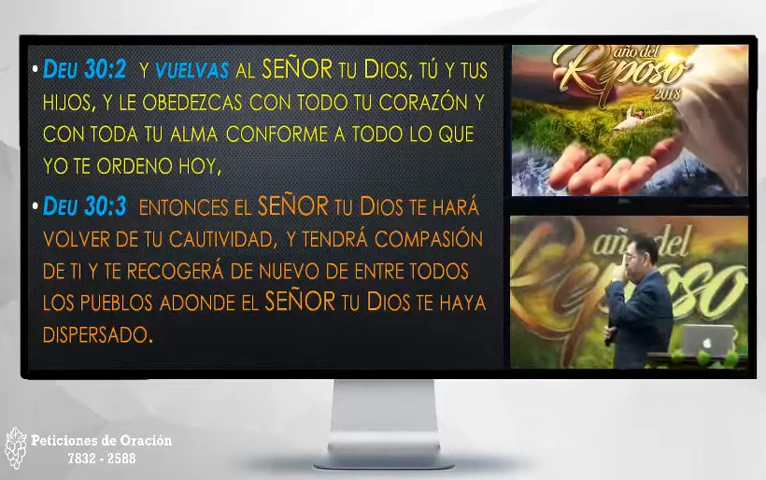 • Deu 30:2 Y VUELVAS AL SEÑOR TU DIOS, TÚ Y TUS
HIJOS, Y LE OBEDEZCAS CON TODO TU CORAZÓN Y
CON TODA TU ALMA CONFORME A TODO LO QUE
YO TE ORDENO HOY,
• Deu 30:3 ENTONCES EL SEÑOR TU DIOS TE HARÁ
VOLVER DE TU CAUTIVIDAD, Y TENDRÁ COMPASIÓN
DE TI Y TE RECOGERÁ DE NUEVO DE ENTRE TODOS
LOS PUEBLOS ADONDE EL SEÑOR TU DIOS TE HAYA
DISPERSADO.
año del
Reposo
2018
año del
Reposo
Peticiones de Oración
7832 - 2588